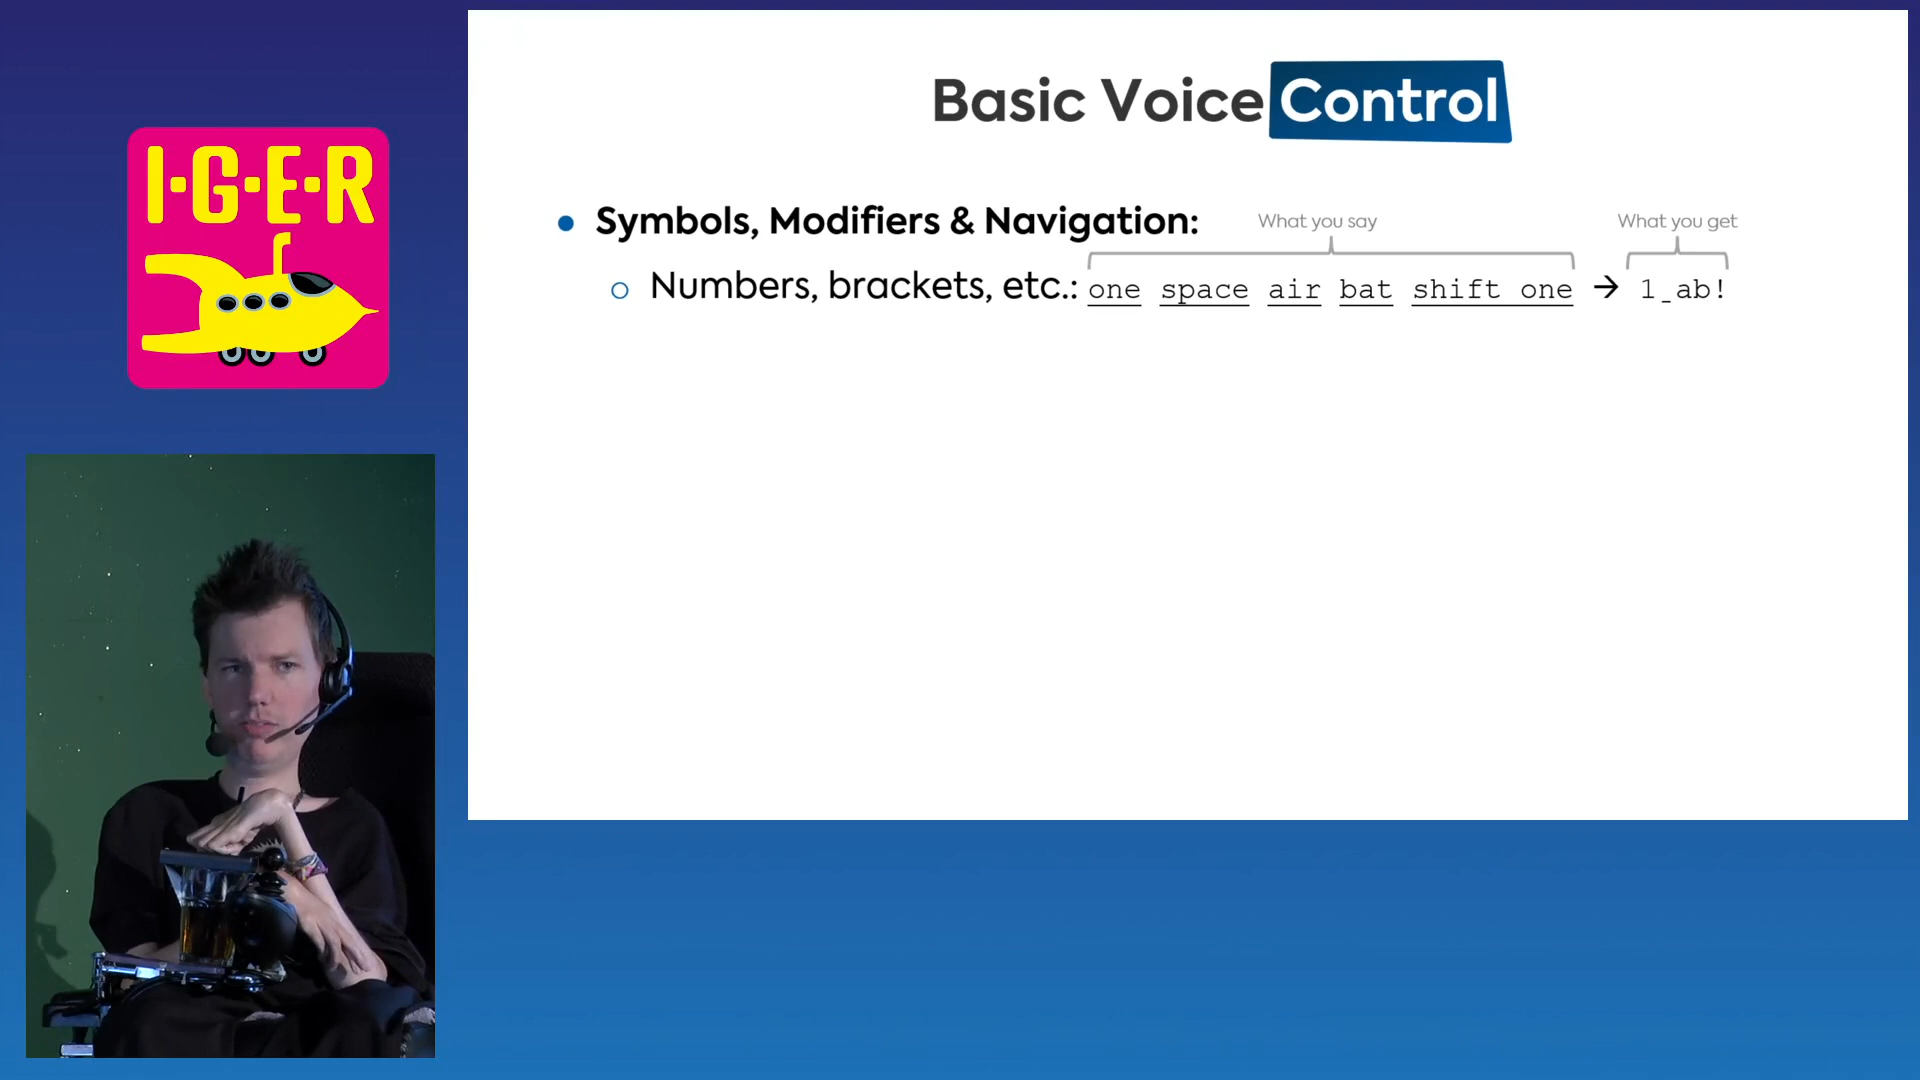 I·G·E·R
Basic Voice Control
Symbols, Modifiers & Navigation:
What you say
What you get
Numbers, brackets, etc.: one space air bat shift one → 1_ab!